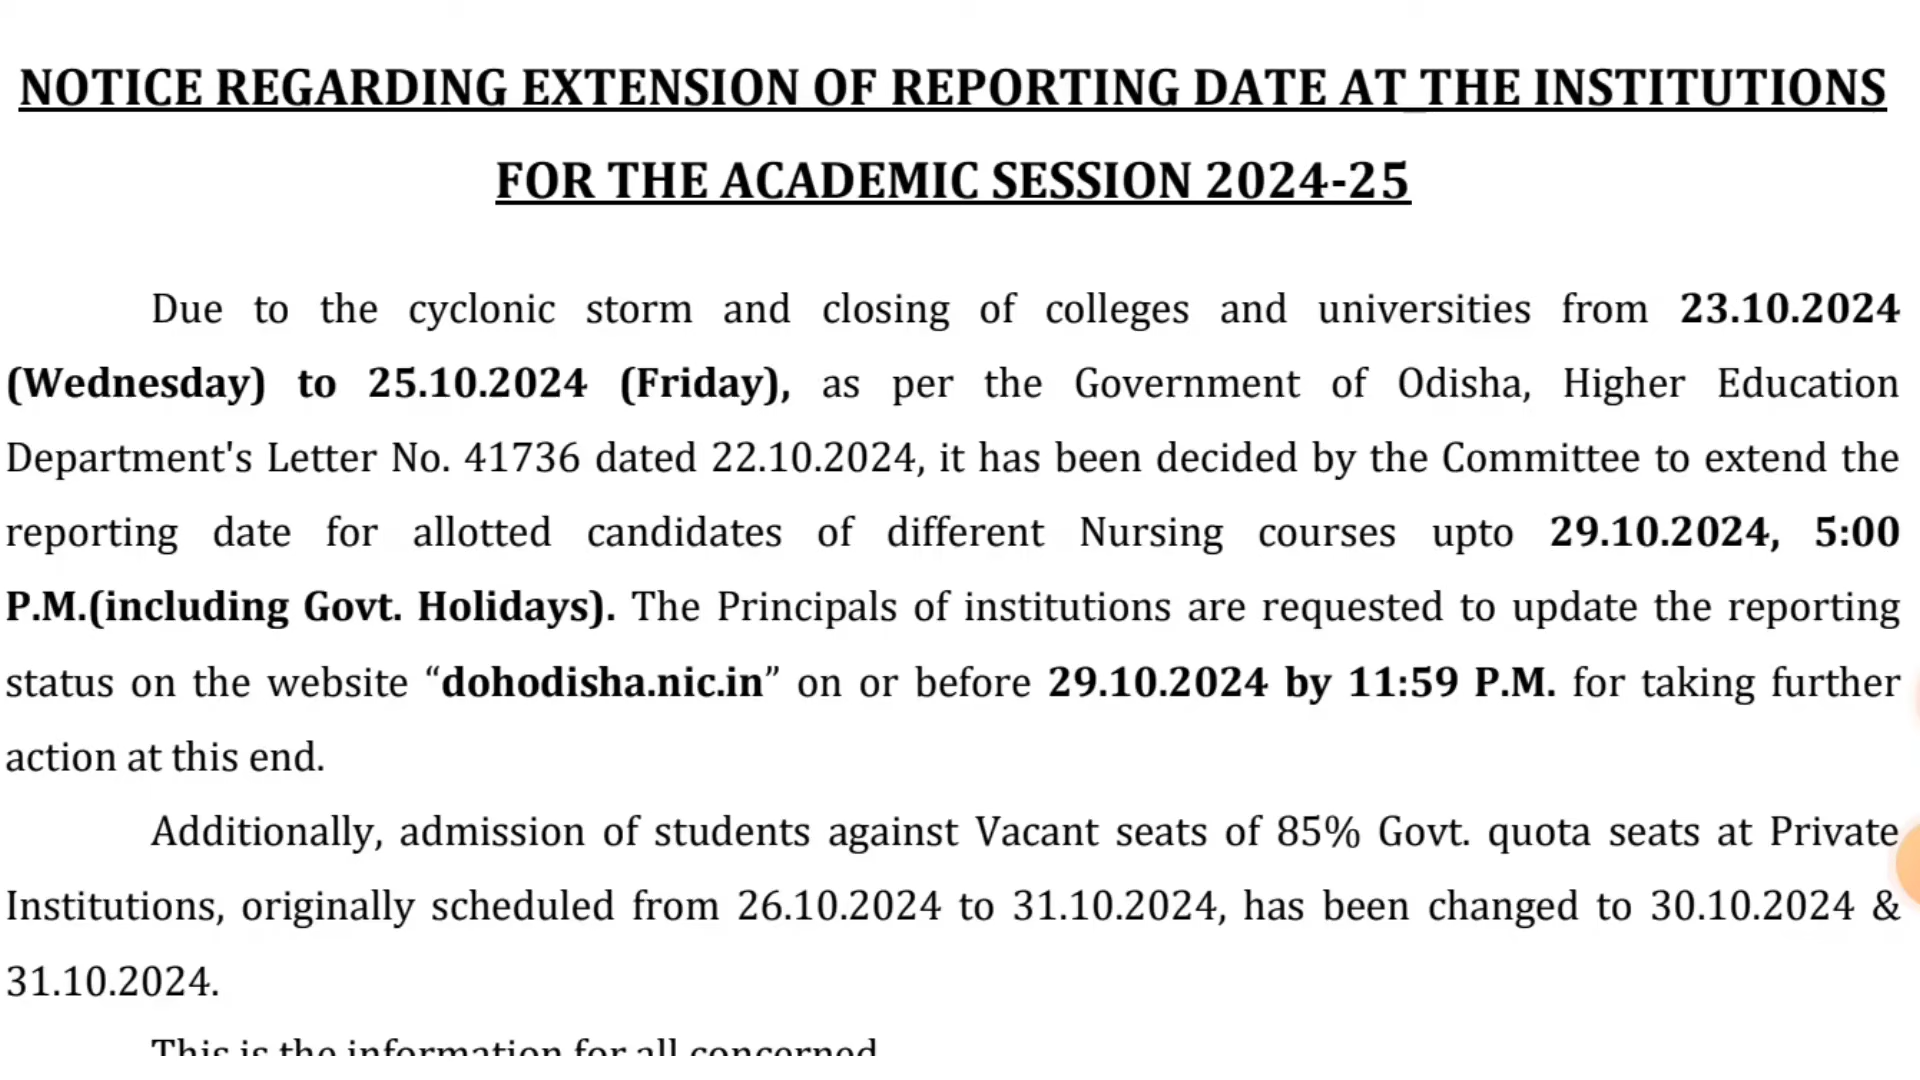 NOTICE REGARDING EXTENSION OF REPORTING DATE AT THE INSTITUTIONS
FOR THE ACADEMIC SESSION 2024-25
Due to the cyclonic storm and closing of colleges and universities from 23.10.2024
(Wednesday) to 25.10.2024 (Friday), as per the Government of Odisha, Higher Education
Department's Letter No. 41736 dated 22.10.2024, it has been decided by the Committee to extend the
reporting date for allotted candidates of different Nursing courses upto 29.10.2024, 5:00
P.M.(including Govt. Holidays). The Principals of institutions are requested to update the reporting
status on the website “dohodisha.nic.in” on or before 29.10.2024 by 11:59 P.M. for taking further
action at this end.
Additionally, admission of students against Vacant seats of 85% Govt. quota seats at Private
Institutions, originally scheduled from 26.10.2024 to 31.10.2024, has been changed to 30.10.2024 &
31.10.2024.
This is the information for all concerned